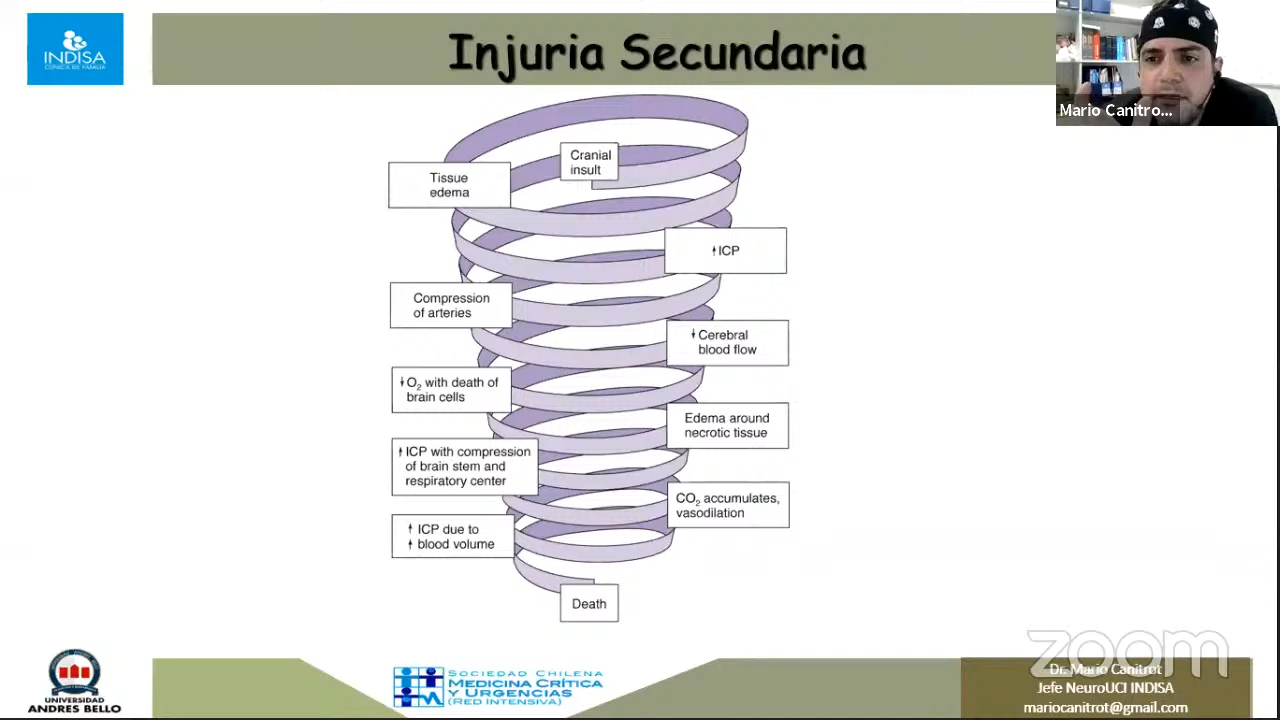 INDISA
CLÍNICA DE FAMILIA
Injuria Secundaria
Mario Canitro...
Cranial
insult
Tissue
edema
↑ICP
Compression
of arteries
↓Cerebral
blood flow
↓O2 with death of
brain cells
Edema around
necrotic tissue
↑ICP with compression
of brain stem and
respiratory center
CO2 accumulates,
vasodilation
↑ ICP due to
↑ blood volume
Death
UNIVERSIDAD
ANDRES BELLO
SOCIEDAD CHILENA
MEDICINA CRÍTICA
Y URGENCIAS
(RED INTENSIVA)
zoom
Dr. Mario Canitrot
Jefe NeuroUCI INDISA
mariocanitrot@gmail.com